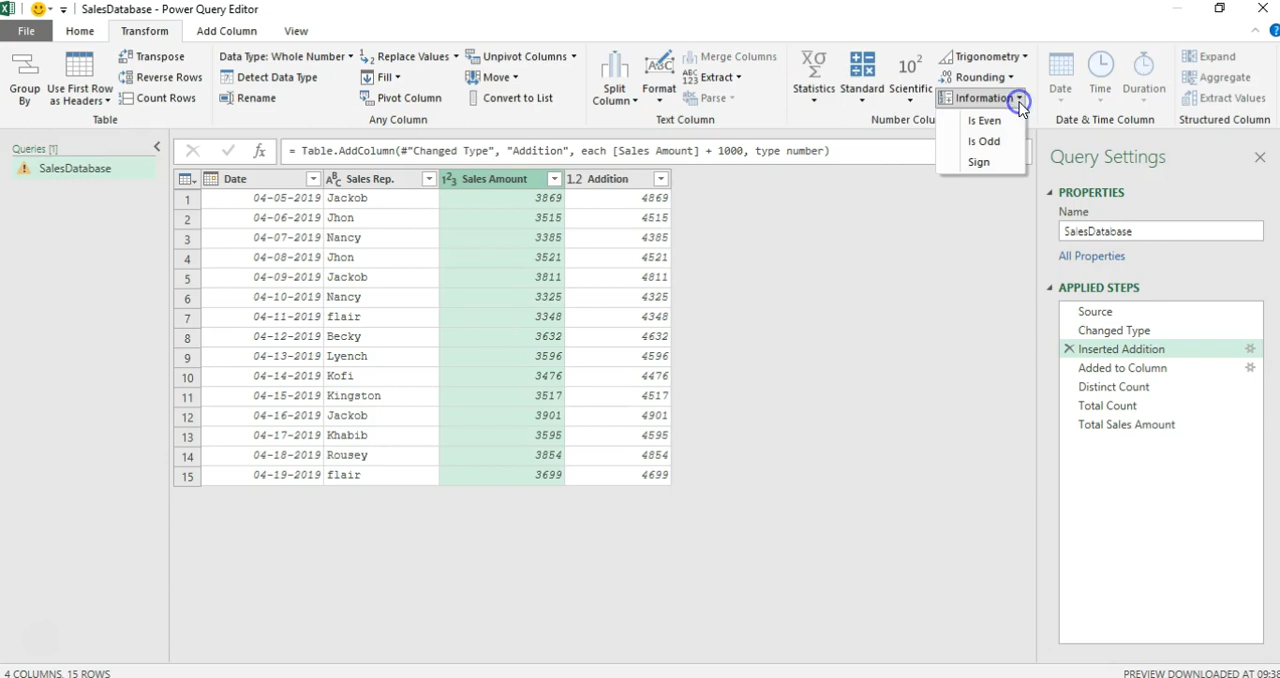 SalesDatabase - Power Query Editor
File Home Transform Add Column View
Group By
Use First Row as Headers
Transpose
Reverse Rows
Count Rows
Table
Data Type: Whole Number
Detect Data Type
Rename
Replace Values
Fill
Pivot Column
Unpivot Columns
Move
Convert to List
Any Column
Split Column
Format
Merge Columns
Extract
Parse
Text Column
Statistics
Standard
Scientific
Trigonometry
Rounding
Information
Number Colu
Is Even
Is Odd
Sign
Date
Time
Duration
Date & Time Column
Expand
Aggregate
Extract Values
Structured Column
Queries [1]
SalesDatabase
= Table.AddColumn(#"Changed Type", "Addition", each [Sales Amount] + 1000, type number)
Date Sales Rep. Sales Amount 1.2 Addition
1 04-05-2019 Jackob 3869 4869
2 04-06-2019 Jhon 3515 4515
3 04-07-2019 Nancy 3385 4385
4 04-08-2019 Jhon 3521 4521
5 04-09-2019 Jackob 3811 4811
6 04-10-2019 Nancy 3325 4325
7 04-11-2019 flair 3348 4348
8 04-12-2019 Becky 3632 4632
9 04-13-2019 Lyench 3596 4596
10 04-14-2019 Kofi 3476 4476
11 04-15-2019 Kingston 3517 4517
12 04-16-2019 Jackob 3901 4901
13 04-17-2019 Khabib 3595 4595
14 04-18-2019 Rousey 3854 4854
15 04-19-2019 flair 3699 4699
Query Settings
PROPERTIES
Name
SalesDatabase
All Properties
APPLIED STEPS
Source
Changed Type
Inserted Addition
Added to Column
Distinct Count
Total Count
Total Sales Amount
4 COLUMNS, 15 ROWS
PREVIEW DOWNLOADED AT 09:38